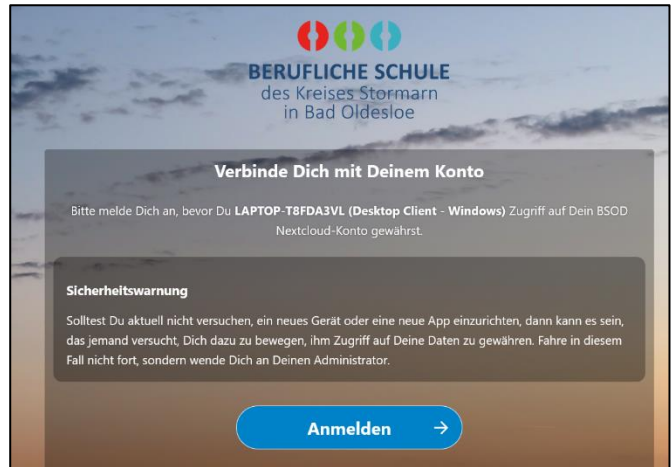 BERUFLICHE SCHULE
des Kreises Stormarn
in Bad Oldesloe
Verbinde Dich mit Deinem Konto
Bitte melde Dich an, bevor Du LAPTOP-T8FDA3VL (Desktop Client - Windows) Zugriff auf Dein BSOD
Nextcloud-Konto gewährst.
Sicherheitswarnung
Solltest Du aktuell nicht versuchen, ein neues Gerät oder eine neue App einzurichten, dann kann es sein,
das jemand versucht, Dich dazu zu bewegen, ihm Zugriff auf Deine Daten zu gewähren. Fahre in diesem
Fall nicht fort, sondern wende Dich an Deinen Administrator.
Anmelden →